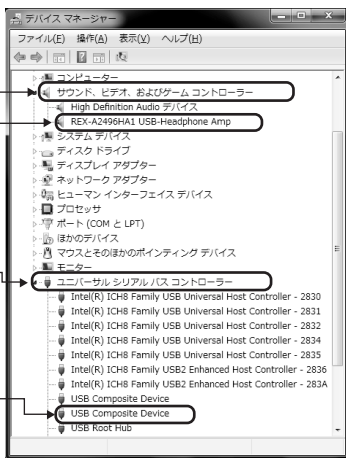 デバイス マネージャー
ファイル(F) 操作(A) 表示(V) ヘルプ(H)
コンピューター
サウンド、ビデオ、およびゲーム コントローラー
High Definition Audio デバイス
REX-A2496HA1 USB-Headphone Amp
システム デバイス
ディスク ドライブ
ディスプレイ アダプター
ネットワーク アダプター
ヒューマン インターフェイス デバイス
プロセッサ
ポート (COM と LPT)
ほかのデバイス
マウスとそのほかのポインティング デバイス
モニター
ユニバーサル シリアル バス コントローラー
Intel(R) ICH8 Family USB Universal Host Controller - 2830
Intel(R) ICH8 Family USB Universal Host Controller - 2831
Intel(R) ICH8 Family USB Universal Host Controller - 2832
Intel(R) ICH8 Family USB Universal Host Controller - 2834
Intel(R) ICH8 Family USB Universal Host Controller - 2835
Intel(R) ICH8 Family USB2 Enhanced Host Controller - 2836
Intel(R) ICH8 Family USB2 Enhanced Host Controller - 283A
USB Composite Device
USB Composite Device
USB Root Hub